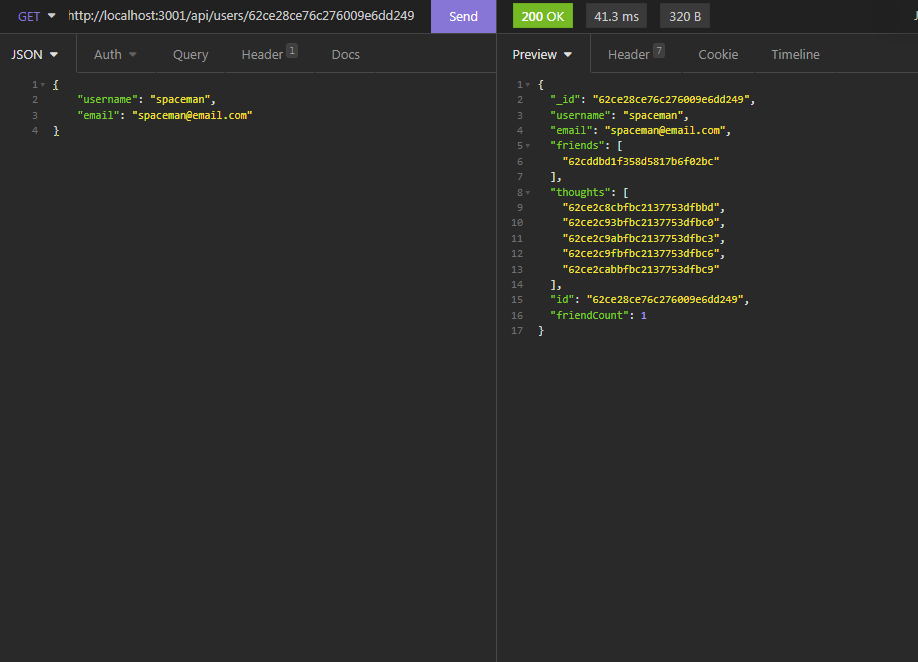 GET http://localhost:3001/api/users/62ce28ce76c276009e6dd249 Send 200 OK 41.3 ms 320 B
JSON Auth Query Header 1 Docs Preview Header 7 Cookie Timeline
1 {
2 "username": "spaceman",
3 "email": "spaceman@email.com"
4 }
1 {
2 "_id": "62ce28ce76c276009e6dd249",
3 "username": "spaceman",
4 "email": "spaceman@email.com",
5 "friends": [
6 "62cddbd1f358d5817b6f02bc"
7 ],
8 "thoughts": [
9 "62ce2c8cbfbc2137753dfbbd",
10 "62ce2c93bfbc2137753dfbc0",
11 "62ce2c9abfbc2137753dfbc3",
12 "62ce2c9fbfbc2137753dfbc6",
13 "62ce2cabbfbc2137753dfbc9"
14 ],
15 "id": "62ce28ce76c276009e6dd249",
16 "friendCount": 1
17 }